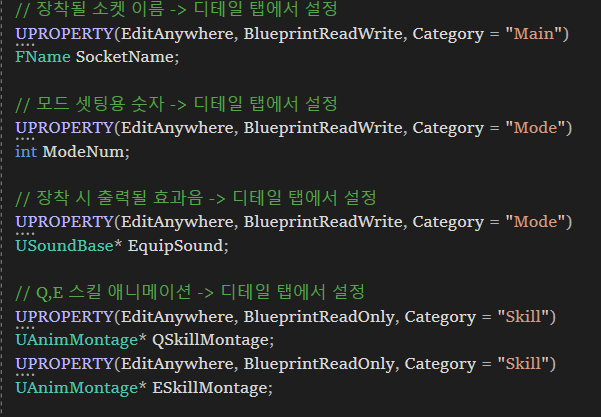 // 장착될 소켓 이름 -> 디테일 탭에서 설정
UPROPERTY(EditAnywhere, BlueprintReadWrite, Category = "Main")
FName SocketName;
// 모드 셋팅용 숫자 -> 디테일 탭에서 설정
UPROPERTY(EditAnywhere, BlueprintReadWrite, Category = "Mode")
int ModeNum;
// 장착 시 출력될 효과음 -> 디테일 탭에서 설정
UPROPERTY(EditAnywhere, BlueprintReadWrite, Category = "Mode")
USoundBase* EquipSound;
// Q,E 스킬 애니메이션 -> 디테일 탭에서 설정
UPROPERTY(EditAnywhere, BlueprintReadOnly, Category = "Skill")
UAnimMontage* QSkillMontage;
UPROPERTY(EditAnywhere, BlueprintReadOnly, Category = "Skill")
UAnimMontage* ESkillMontage;